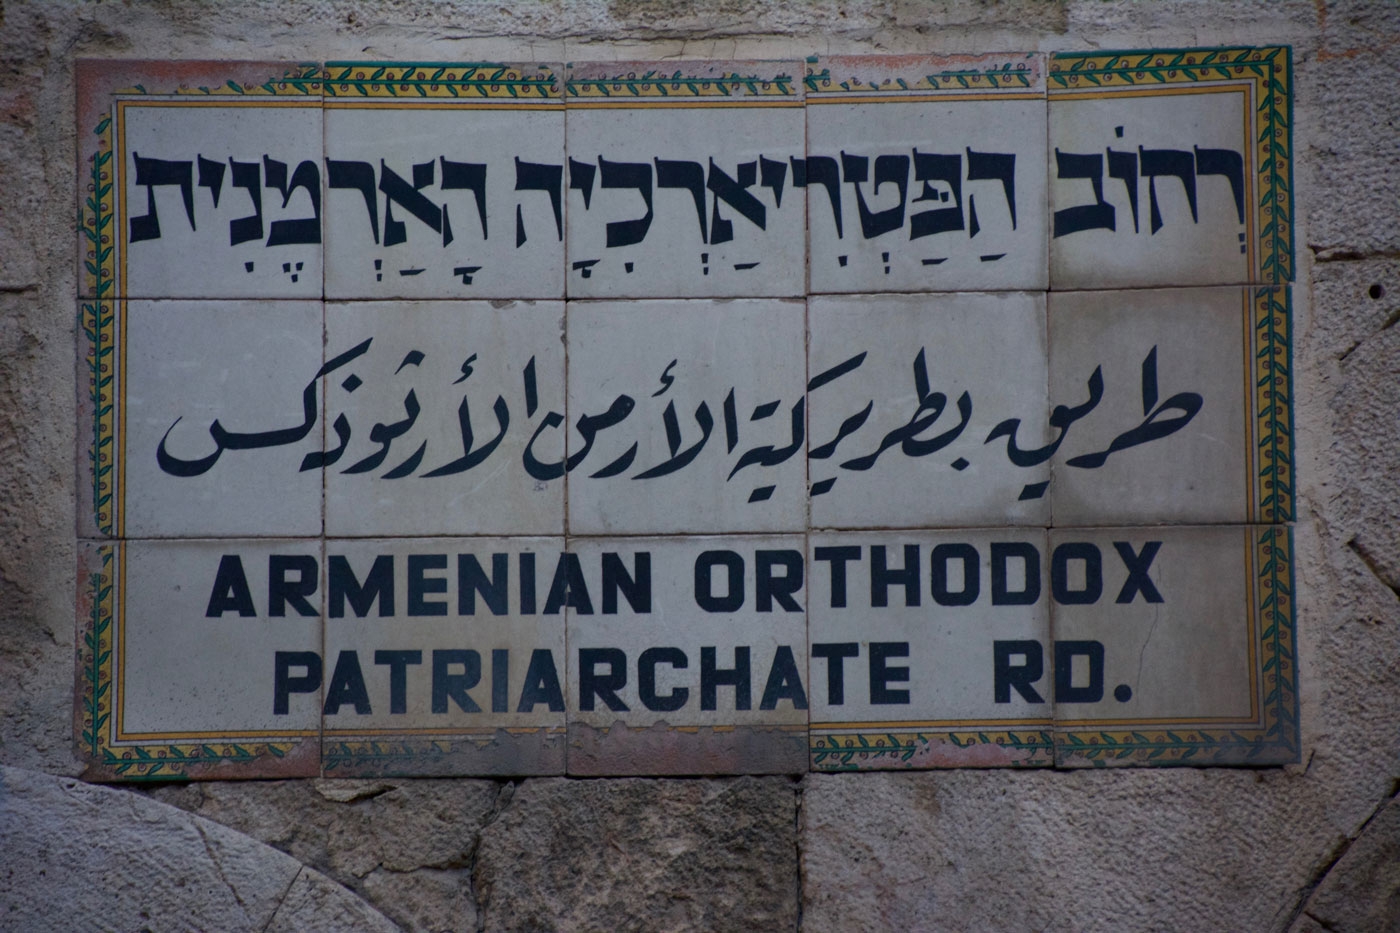 רְחוֹב הַפַּטְרִיאַרְכִיָה הָאַרְמֶנִית
طريق بطريركية الأرمن الأرثوذكس
ARMENIAN ORTHODOX
PATRIARCHATE RD.